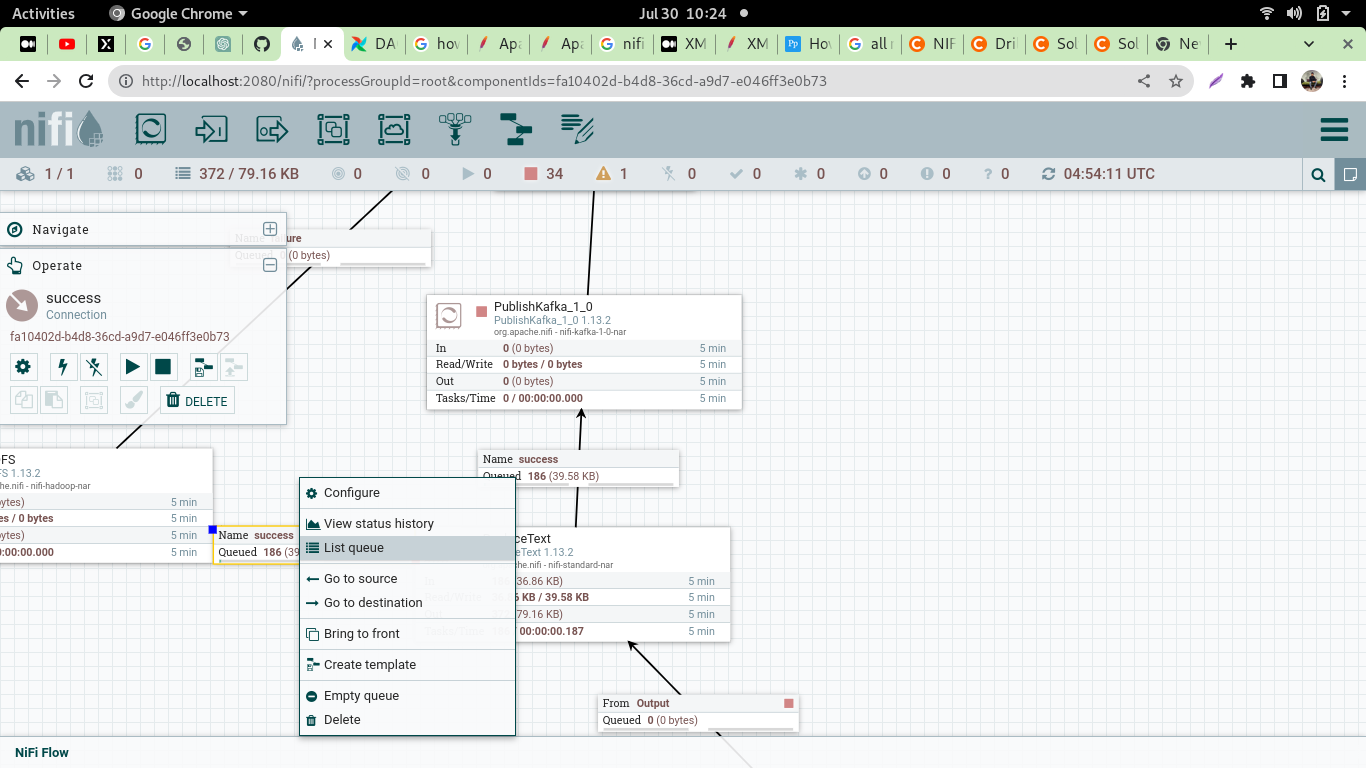 Activities Google Chrome Jul 30 10:24
how Apa Apa nifi XM XM How all NIF Dri Sol Sol Ne
http://localhost:2080/nifi/?processGroupId=root&componentIds=fa10402d-b4d8-36cd-a9d7-e046ff3e0b73
nifi
1 / 1 0 372 / 79.16 KB 0 0 0 34 1 0 0 0 0 0 0 04:54:11 UTC
Navigate
Name failure
Queued 0 (0 bytes)
Operate
success
Connection
fa10402d-b4d8-36cd-a9d7-e046ff3e0b73
DELETE
PublishKafka_1_0
PublishKafka_1_0 1.13.2
org.apache.nifi - nifi-kafka-1-0-nar
In 0 (0 bytes) 5 min
Read/Write 0 bytes / 0 bytes 5 min
Out 0 (0 bytes) 5 min
Tasks/Time 0 / 00:00:00.000 5 min
Name success
Queued 186 (39.58 KB)
FS
FS 1.13.2
he.nifi - nifi-hadoop-nar
ytes) 5 min
es / 0 bytes 5 min
ytes) 5 min
0:00:00.000 5 min
Name success
Queued 186 (39
Configure
View status history
List queue
Go to source
Go to destination
Bring to front
Create template
Empty queue
Delete
ceText
ceText 1.13.2
che.nifi - nifi-standard-nar
36.86 KB) 5 min
6 KB / 39.58 KB 5 min
79.16 KB) 5 min
00:00:00.187 5 min
From Output
Queued 0 (0 bytes)
NiFi Flow